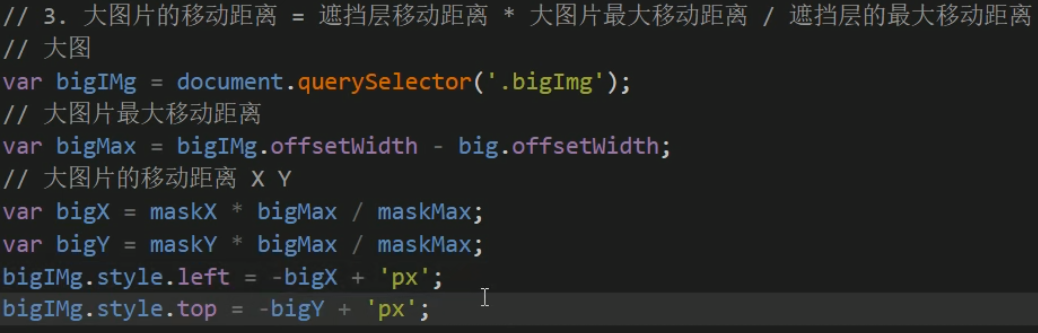 // 3. 大图片的移动距离 = 遮挡层移动距离 * 大图片最大移动距离 / 遮挡层的最大移动距离
// 大图
var bigIMg = document.querySelector('.bigImg');
// 大图片最大移动距离
var bigMax = bigIMg.offsetWidth - big.offsetWidth;
// 大图片的移动距离 X Y
var bigX = maskX * bigMax / maskMax;
var bigY = maskY * bigMax / maskMax;
bigIMg.style.left = -bigX + 'px';
bigIMg.style.top = -bigY + 'px';